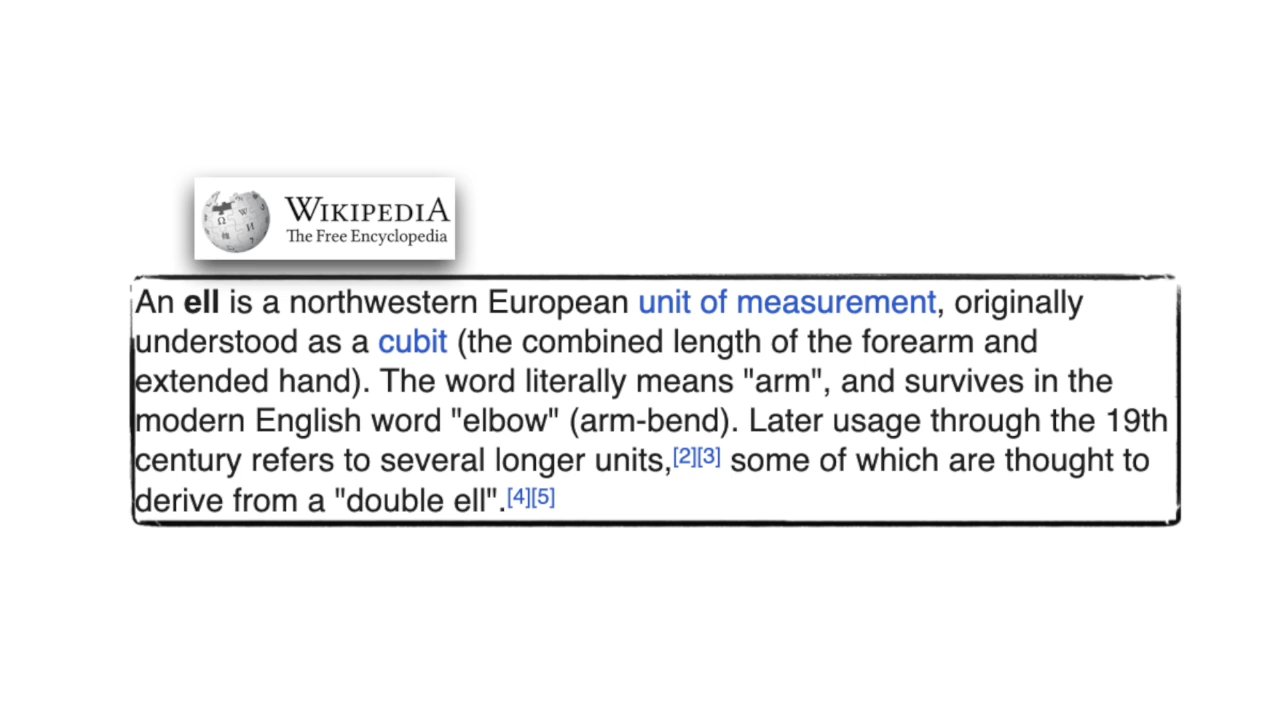 WIKIPEDIA
The Free Encyclopedia
An ell is a northwestern European unit of measurement, originally
understood as a cubit (the combined length of the forearm and
extended hand). The word literally means "arm", and survives in the
modern English word "elbow" (arm-bend). Later usage through the 19th
century refers to several longer units,[2][3] some of which are thought to
derive from a "double ell".[4][5]